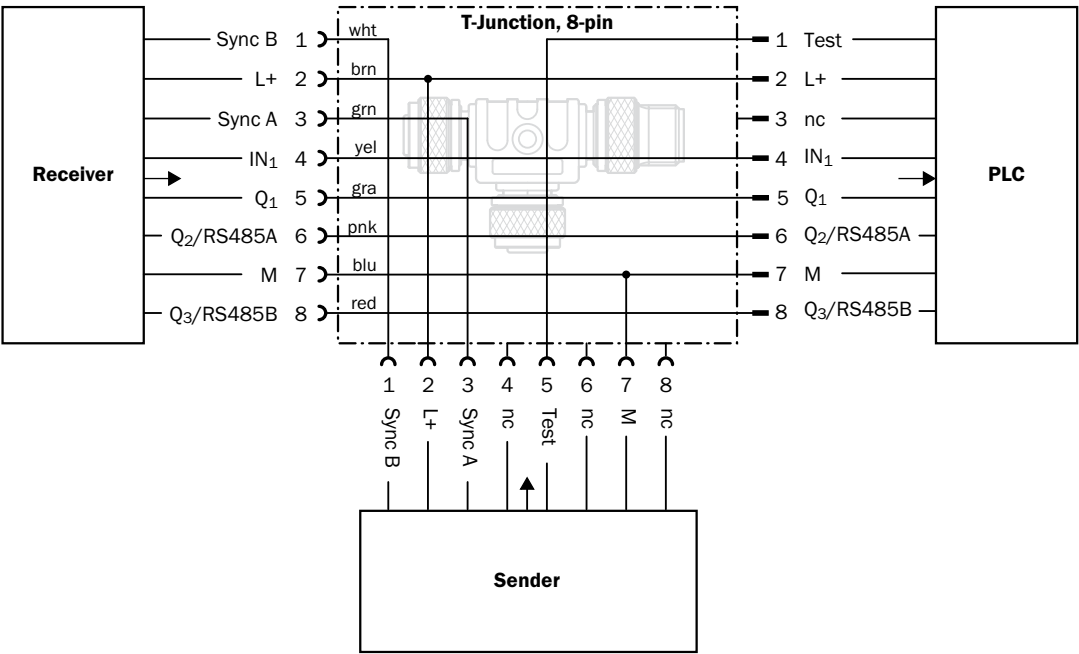 T-Junction, 8-pin
Sync B 1 wht 1 Test
L+ 2 brn 2 L+
Sync A 3 grn 3 nc
IN1 4 yel 4 IN1
Receiver PLC
Q1 5 gra 5 Q1
Q2/RS485A 6 pnk 6 Q2/RS485A
M 7 blu 7 M
Q3/RS485B 8 red 8 Q3/RS485B
1 2 3 4 5 6 7 8
Sync B L+ Sync A nc Test nc M nc
Sender